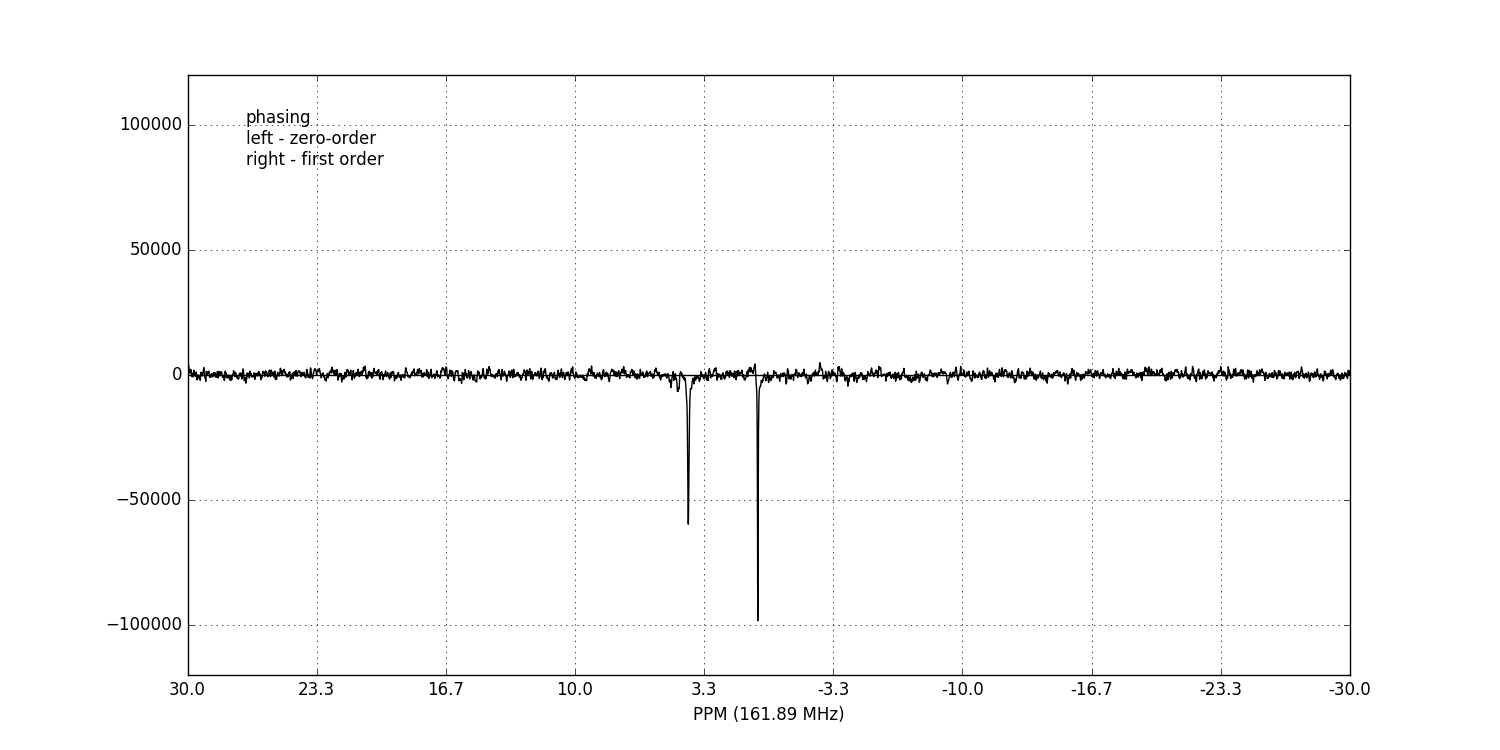 phasing
left - zero-order
right - first order
100000
50000
0
−50000
−100000
30.0 23.3 16.7 10.0 3.3 -3.3 -10.0 -16.7 -23.3 -30.0
PPM (161.89 MHz)